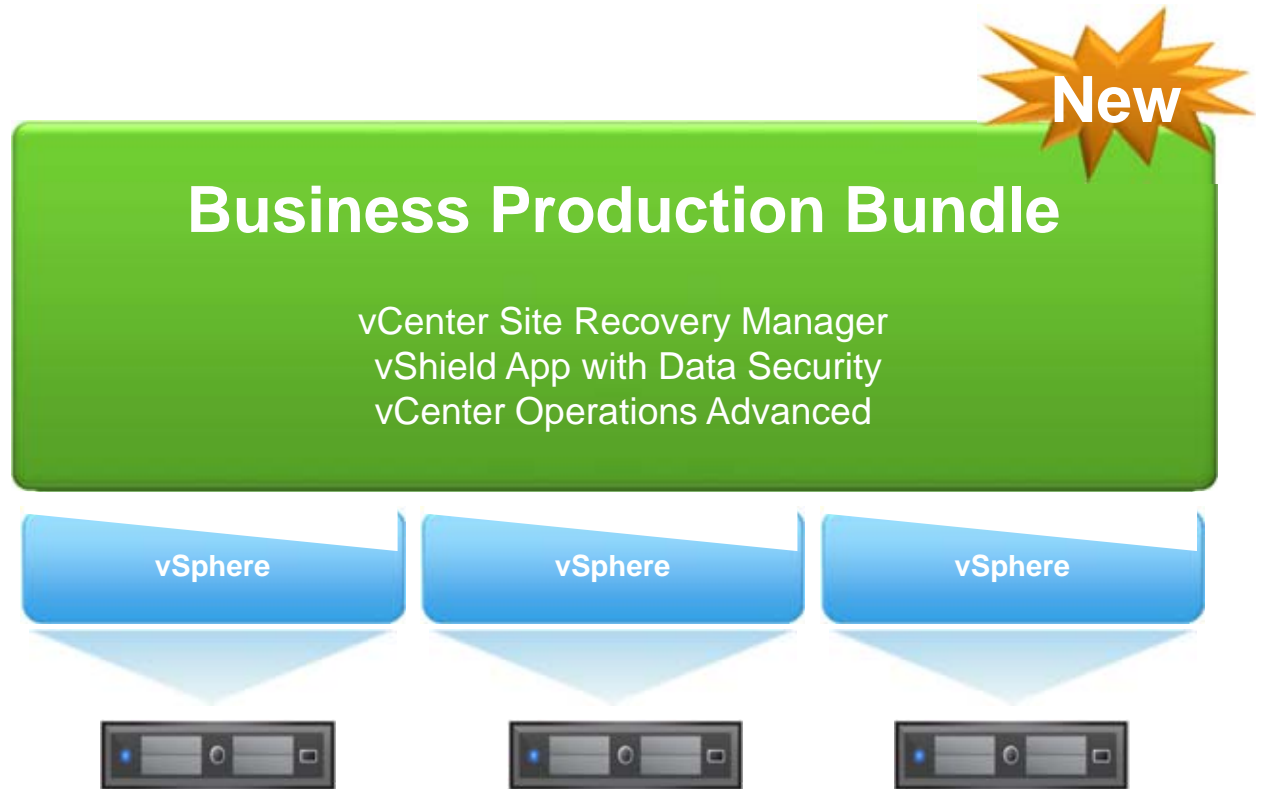 New
Business Production Bundle
vCenter Site Recovery Manager
vShield App with Data Security
vCenter Operations Advanced
vSphere
vSphere
vSphere